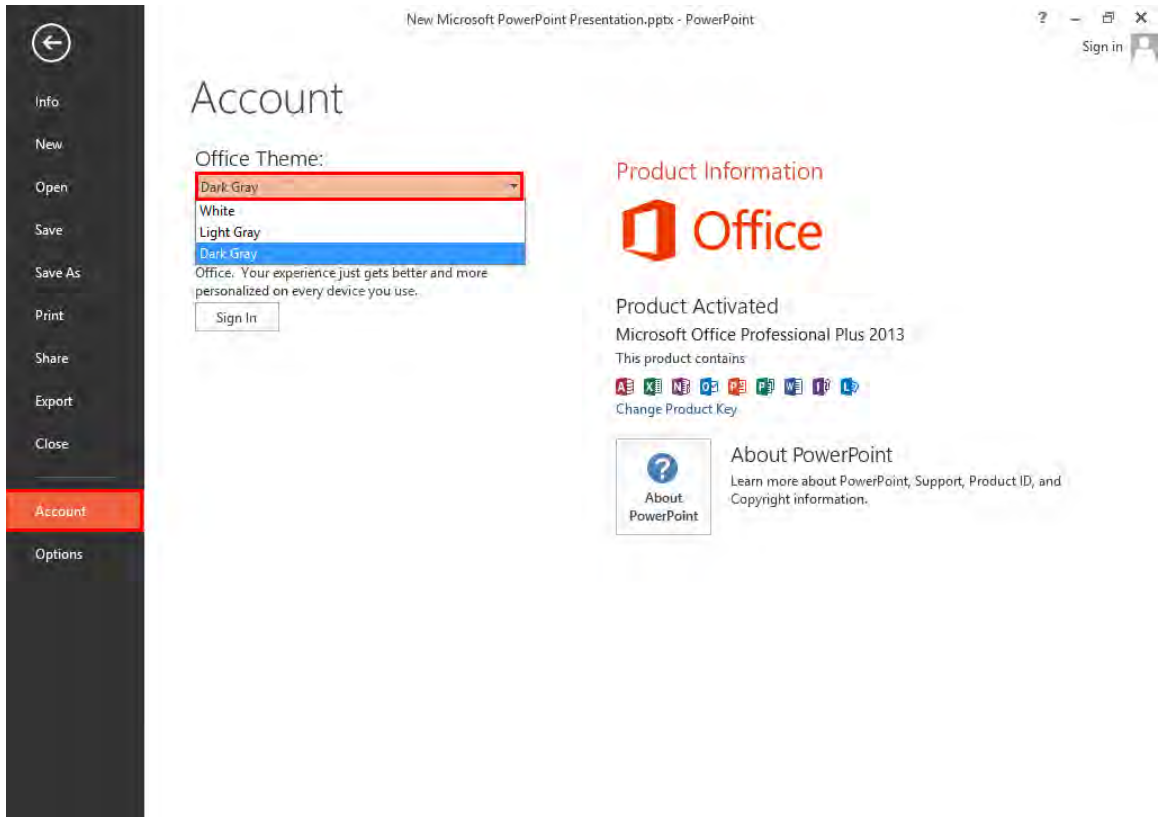 New Microsoft PowerPoint Presentation.pptx - PowerPoint
?
Sign in
Info
New
Open
Save
Save As
Print
Share
Export
Close
Account
Options
Account
Office Theme:
Dark Gray
White
Light Gray
Dark Gray
Office. Your experience just gets better and more
personalized on every device you use.
Sign In
Product Information
Office
Product Activated
Microsoft Office Professional Plus 2013
This product contains
Change Product Key
About
PowerPoint
About PowerPoint
Learn more about PowerPoint, Support, Product ID, and
Copyright information.